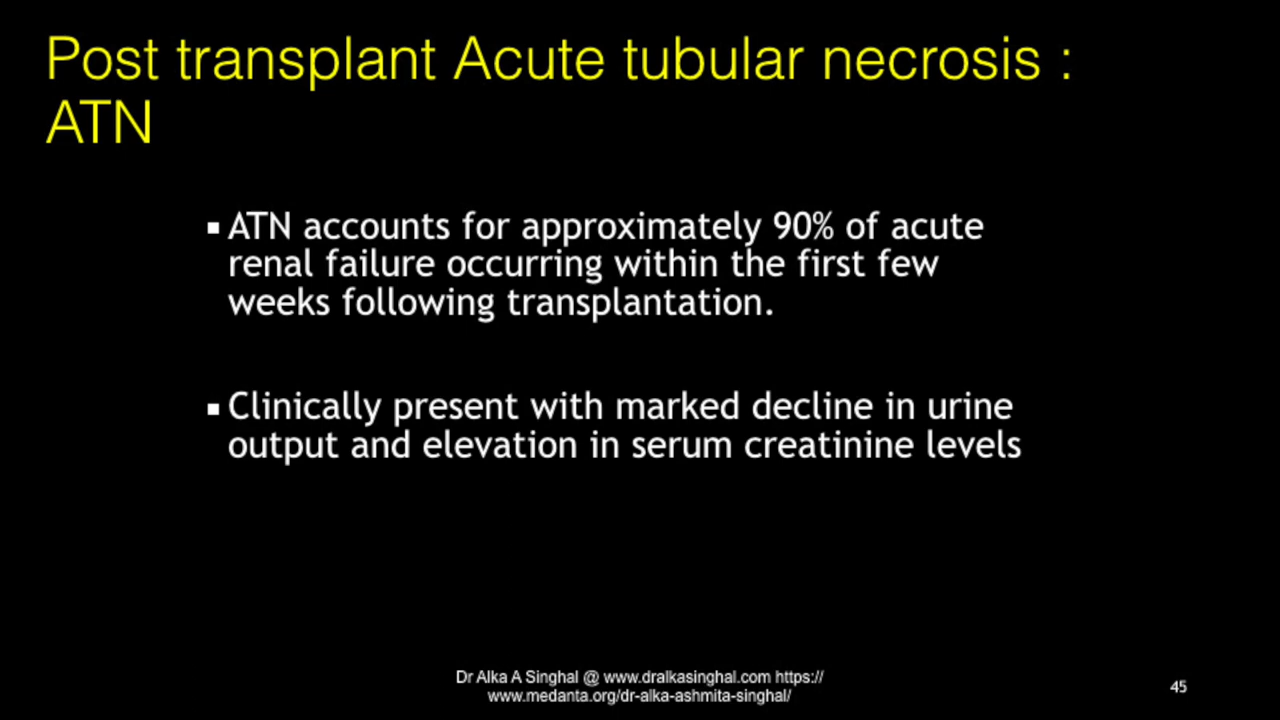 Post transplant Acute tubular necrosis :
ATN
▪ ATN accounts for approximately 90% of acute
renal failure occurring within the first few
weeks following transplantation.
▪ Clinically present with marked decline in urine
output and elevation in serum creatinine levels
Dr Alka A Singhal @ www.dralkasinghal.com https://
www.medanta.org/dr-alka-ashmita-singhal/
45